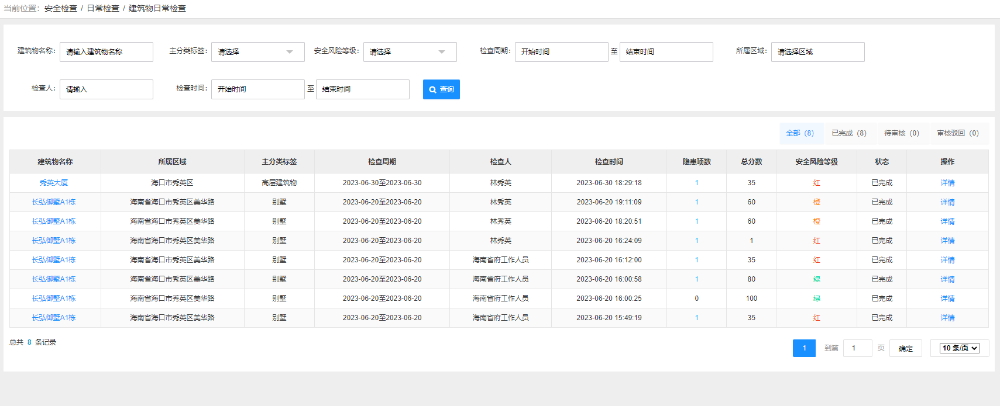 当前位置：安全检查 / 日常检查 / 建筑物日常检查
建筑物名称： 请输入建筑物名称 主分类标签： 请选择 安全风险等级： 请选择 检查周期： 开始时间 至 结束时间 所属区域： 请选择区域
检查人： 请输入 检查时间： 开始时间 至 结束时间 查询
全部（8） 已完成（8） 待审核（0） 审核驳回（0）
建筑物名称 所属区域 主分类标签 检查周期 检查人 检查时间 隐患项数 总分数 安全风险等级 状态 操作
秀英大厦 海口市秀英区 高层建筑物 2023-06-30至2023-06-30 林秀英 2023-06-30 18:29:18 1 35 红 已完成 详情
长弘御墅A1栋 海南省海口市秀英区美华路 别墅 2023-06-20至2023-06-20 林秀英 2023-06-20 19:11:09 1 60 橙 已完成 详情
长弘御墅A1栋 海南省海口市秀英区美华路 别墅 2023-06-20至2023-06-20 林秀英 2023-06-20 18:20:51 1 60 橙 已完成 详情
长弘御墅A1栋 海南省海口市秀英区美华路 别墅 2023-06-20至2023-06-20 林秀英 2023-06-20 16:24:09 1 1 红 已完成 详情
长弘御墅A1栋 海南省海口市秀英区美华路 别墅 2023-06-20至2023-06-20 海南省府工作人员 2023-06-20 16:12:00 1 35 红 已完成 详情
长弘御墅A1栋 海南省海口市秀英区美华路 别墅 2023-06-20至2023-06-20 海南省府工作人员 2023-06-20 16:00:58 1 80 绿 已完成 详情
长弘御墅A1栋 海南省海口市秀英区美华路 别墅 2023-06-20至2023-06-20 海南省府工作人员 2023-06-20 16:00:25 0 100 绿 已完成 详情
长弘御墅A1栋 海南省海口市秀英区美华路 别墅 2023-06-20至2023-06-20 海南省府工作人员 2023-06-20 15:49:19 1 35 红 已完成 详情
总共 8 条记录
1 到第 1 页 确定 10 条/页